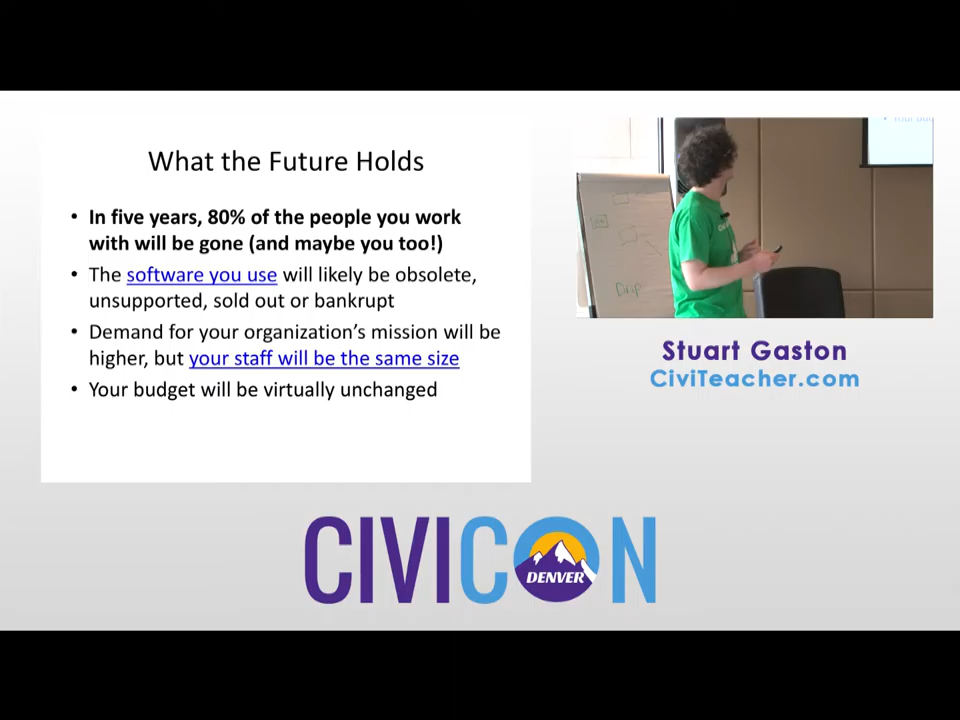 What the Future Holds
• In five years, 80% of the people you work
with will be gone (and maybe you too!)
• The software you use will likely be obsolete,
unsupported, sold out or bankrupt
• Demand for your organization's mission will be
higher, but your staff will be the same size
• Your budget will be virtually unchanged
Drip
Stuart Gaston
CiviTeacher.com
CIVICON
DENVER